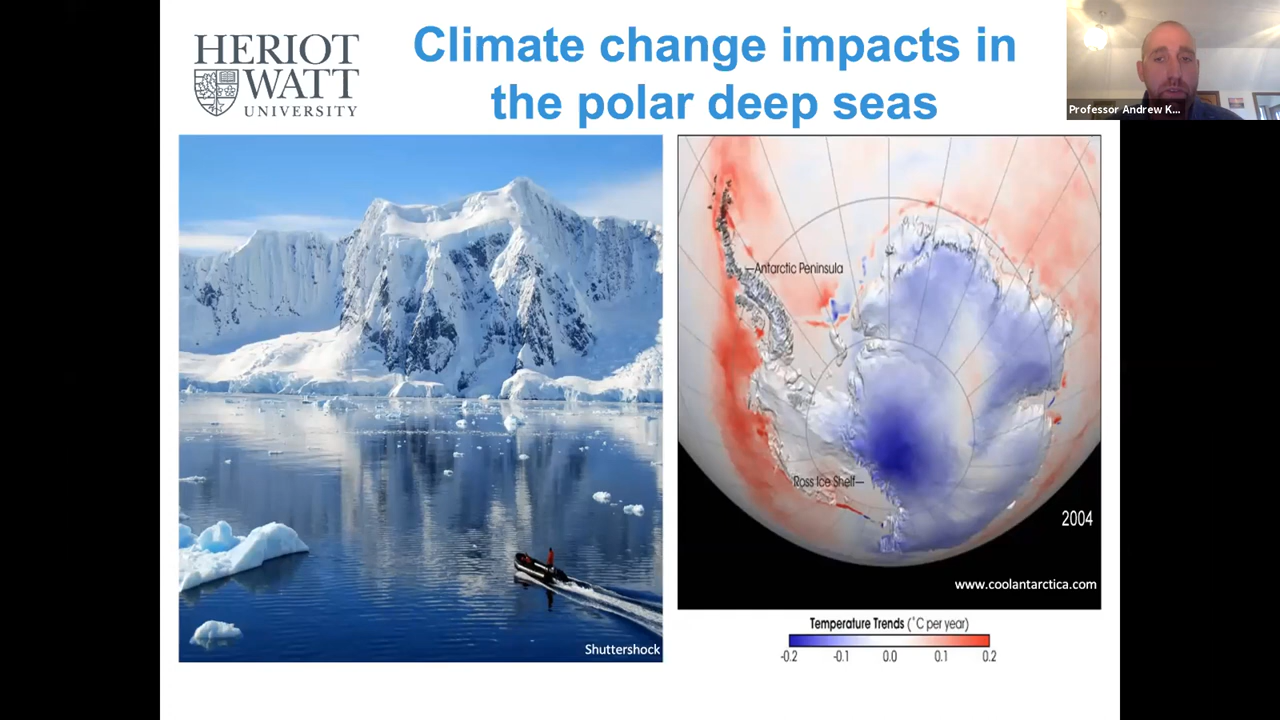 HERIOT
WATT
UNIVERSITY
Climate change impacts in
the polar deep seas
Professor Andrew K...
Antarctic Peninsula
Ross Ice Shelf
2004
www.coolantarctica.com
Shuttershock
Temperature Trends (°C per year)
-0.2 -0.1 0.0 0.1 0.2